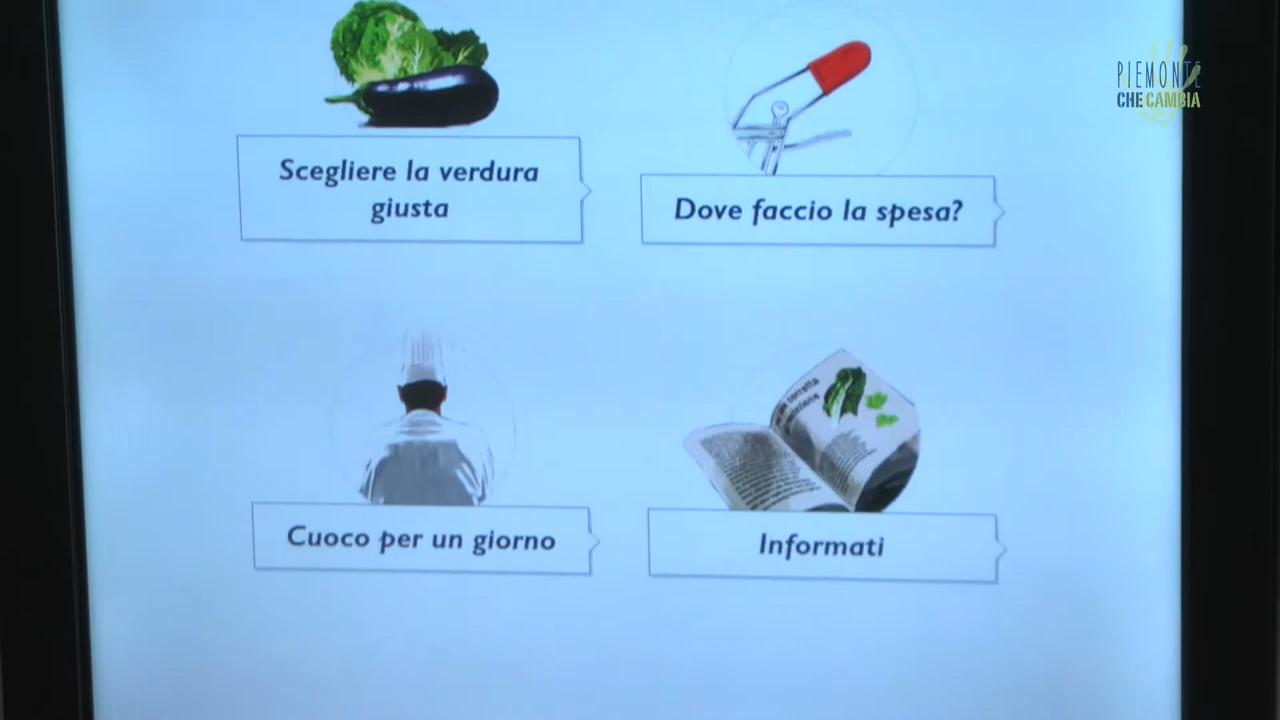 PIEMONTE
CHE CAMBIA
Scegliere la verdura
giusta
Dove faccio la spesa?
Cuoco per un giorno
Informati